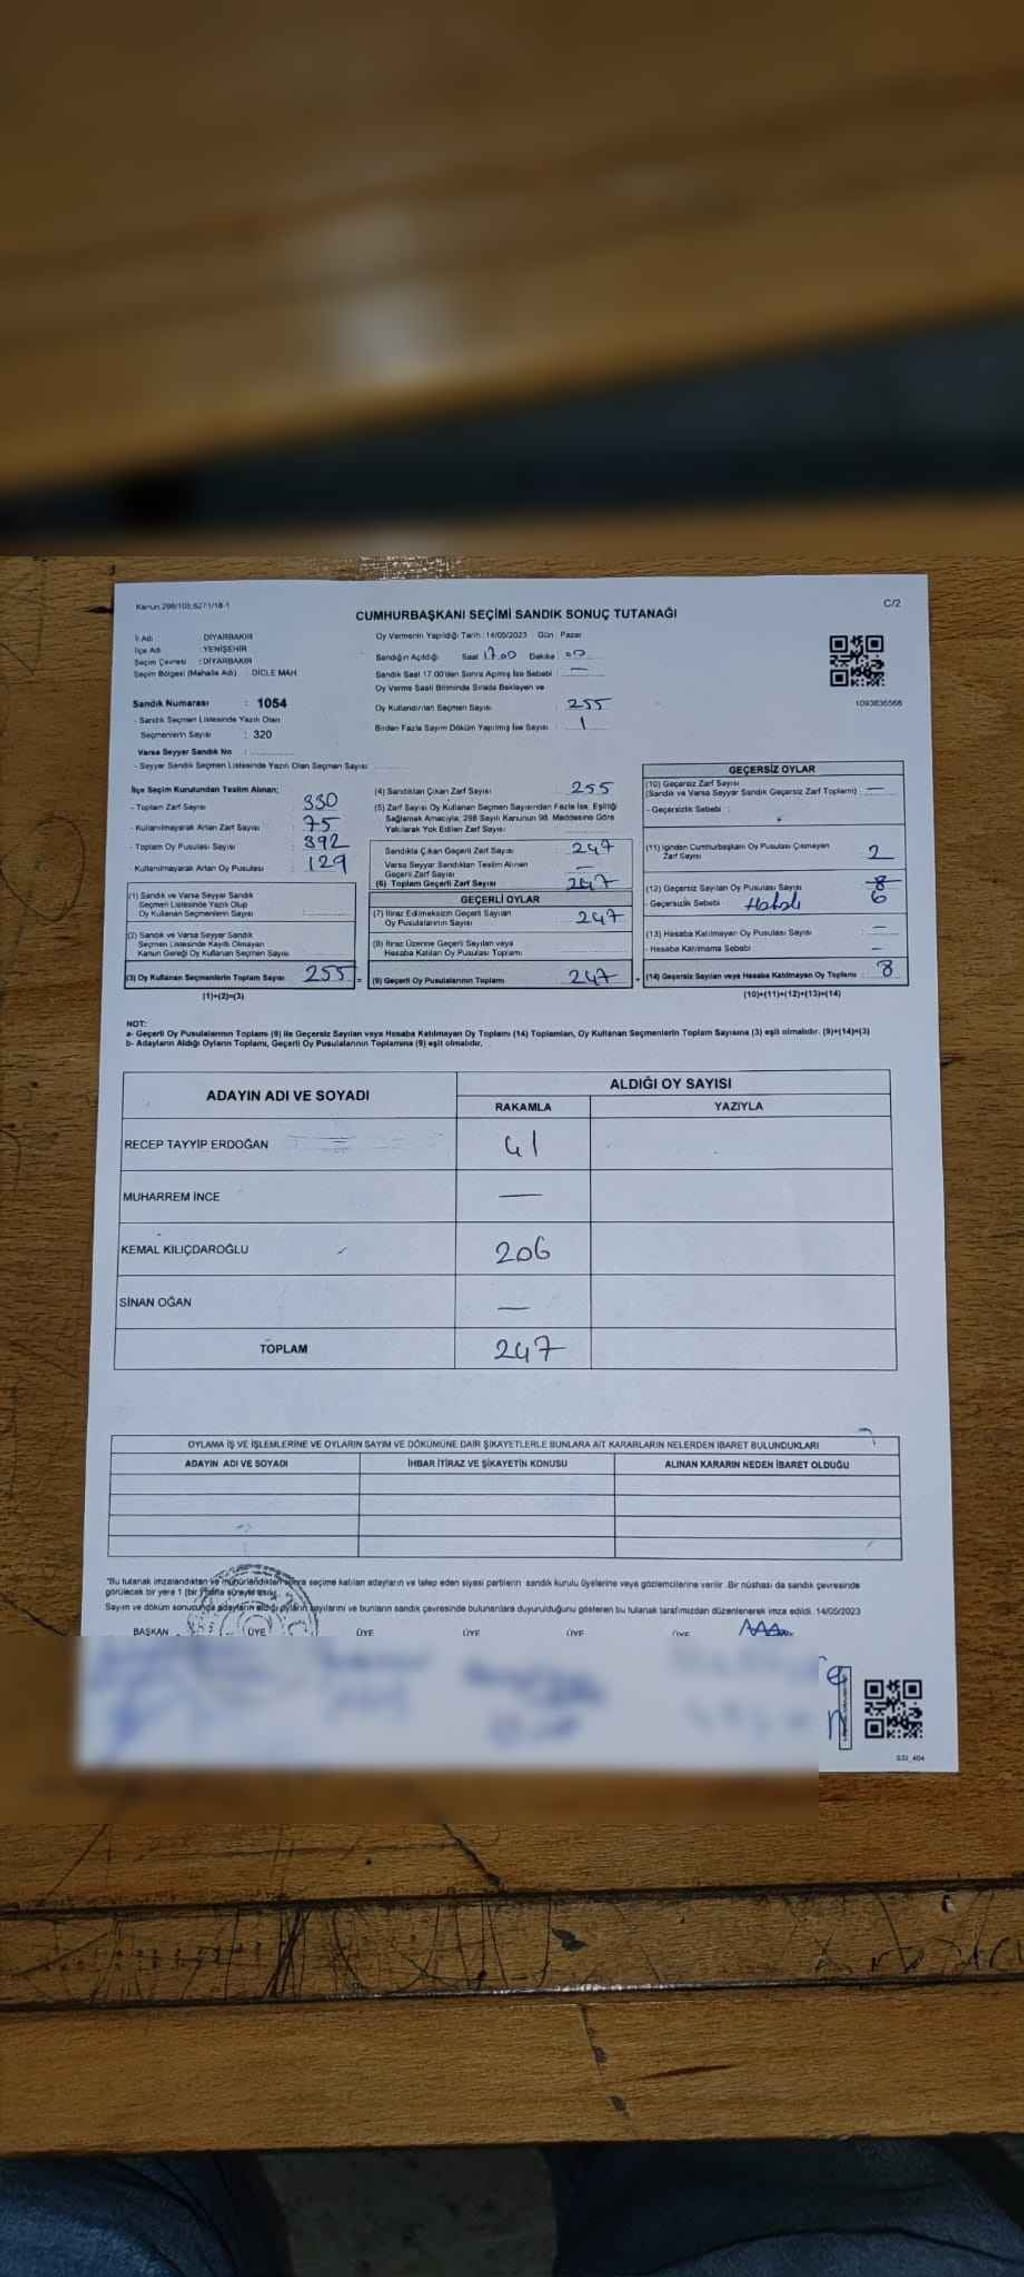 Kanun:298/105;6271/18-1
C/2
CUMHURBAŞKANI SEÇİMİ SANDIK SONUÇ TUTANAĞI
İl Adı : DİYARBAKIR
İlçe Adı : YENİŞEHİR
Seçim Çevresi : DİYARBAKIR
Seçim Bölgesi (Mahalle Adı) : DİCLE MAH
Oy Vermenin Yapıldığı Tarih : 14/05/2023 Gün : Pazar
Sandığın Açıldığı Saat 17.00 Dakika : 00
Sandık Saat 17.00'den Sonra Açılmış İse Sebebi : —
Oy Verme Saati Bitiminde Sırada Bekleyen ve
Oy Kullandırılan Seçmen Sayısı : 255
Birden Fazla Sayım Döküm Yapılmış İse Sayısı : 1
1093836568
Sandık Numarası : 1054
- Sandık Seçmen Listesinde Yazılı Olan
Seçmenlerin Sayısı : 320
Varsa Seyyar Sandık No :
- Seyyar Sandık Seçmen Listesinde Yazılı Olan Seçmen Sayısı
İlçe Seçim Kurulundan Teslim Alınan;
- Toplam Zarf Sayısı : 330
- Kullanılmayarak Artan Zarf Sayısı : 75
- Toplam Oy Pusulası Sayısı : 392
Kullanılmayarak Artan Oy Pusulası : 129
(1) Sandık ve Varsa Seyyar Sandık
Seçmen Listesinde Yazılı Olup
Oy Kullanan Seçmenlerin Sayısı
(2) Sandık ve Varsa Seyyar Sandık
Seçmen Listesinde Kayıtlı Olmayan
Kanun Gereği Oy Kullanan Seçmen Sayısı
(3) Oy Kullanan Seçmenlerin Toplam Sayısı 255 =
(1)+(2)=(3)
(4) Sandıktan Çıkan Zarf Sayısı : 255
(5) Zarf Sayısı Oy Kullanan Seçmen Sayısından Fazla İse, Eşitliği
Sağlamak Amacıyla, 298 Sayılı Kanunun 98. Maddesine Göre
Yakılarak Yok Edilen Zarf Sayısı :
Sandıkta Çıkan Geçerli Zarf Sayısı : 247
Varsa Seyyar Sandıktan Teslim Alınan
Geçerli Zarf Sayısı : —
(6) Toplam Geçerli Zarf Sayısı : 247
GEÇERLİ OYLAR
(7) İtiraz Edilmeksizin Geçerli Sayılan
Oy Pusulalarının Sayısı : 247
(8) İtiraz Üzerine Geçerli Sayılan veya
Hesaba Katılan Oy Pusulası Toplamı
(9) Geçerli Oy Pusulalarının Toplamı : 247 +
GEÇERSİZ OYLAR
(10) Geçersiz Zarf Sayısı
(Sandık ve Varsa Seyyar Sandık Geçersiz Zarf Toplamı) : —
- Geçersizlik Sebebi :
(11) İçinden Cumhurbaşkanı Oy Pusulası Çıkmayan
Zarf Sayısı 2
(12) Geçersiz Sayılan Oy Pusulası Sayısı 8
6
- Geçersizlik Sebebi : Hatalı
(13) Hesaba Katılmayan Oy Pusulası Sayısı : —
- Hesaba Katılmama Sebebi : —
(14) Geçersiz Sayılan veya Hesaba Katılmayan Oy Toplamı : 8
(10)+(11)+(12)+(13)=(14)
NOT:
a- Geçerli Oy Pusulalarının Toplamı (9) ile Geçersiz Sayılan veya Hesaba Katılmayan Oy Toplamı (14) Toplamları, Oy Kullanan Seçmenlerin Toplam Sayısına (3) eşit olmalıdır. (9)+(14)=(3)
b- Adayların Aldığı Oyların Toplamı, Geçerli Oy Pusulalarının Toplamına (9) eşit olmalıdır.
ADAYIN ADI VE SOYADI
ALDIĞI OY SAYISI
RAKAMLA YAZIYLA
RECEP TAYYİP ERDOĞAN 41
MUHARREM İNCE —
KEMAL KILIÇDAROĞLU 206
SİNAN OĞAN —
TOPLAM 247
OYLAMA İŞ VE İŞLEMLERİNE VE OYLARIN SAYIM VE DÖKÜMÜNE DAİR ŞİKAYETLERLE BUNLARA AİT KARARLARIN NELERDEN İBARET BULUNDUKLARI
ADAYIN ADI VE SOYADI İHBAR İTİRAZ VE ŞİKAYETİN KONUSU ALINAN KARARIN NEDEN İBARET OLDUĞU
"Bu tutanak imzalandıktan ve mühürlendikten sonra seçime katılan adayların ve talep eden siyasi partilerin sandık kurulu üyelerine veya gözlemcilerine verilir. Bir nüshası da sandık çevresinde
görülecek bir yere 1 (bir) hafta süreyle asılır.
Sayım ve döküm sonucunda adayların aldığı oyların sayılarını ve bunların sandık çevresinde bulunanlara duyurulduğunu gösteren bu tutanak tarafımızdan düzenlenerek imza edildi. 14/05/2023
BAŞKAN ÜYE ÜYE ÜYE ÜYE ÜYE